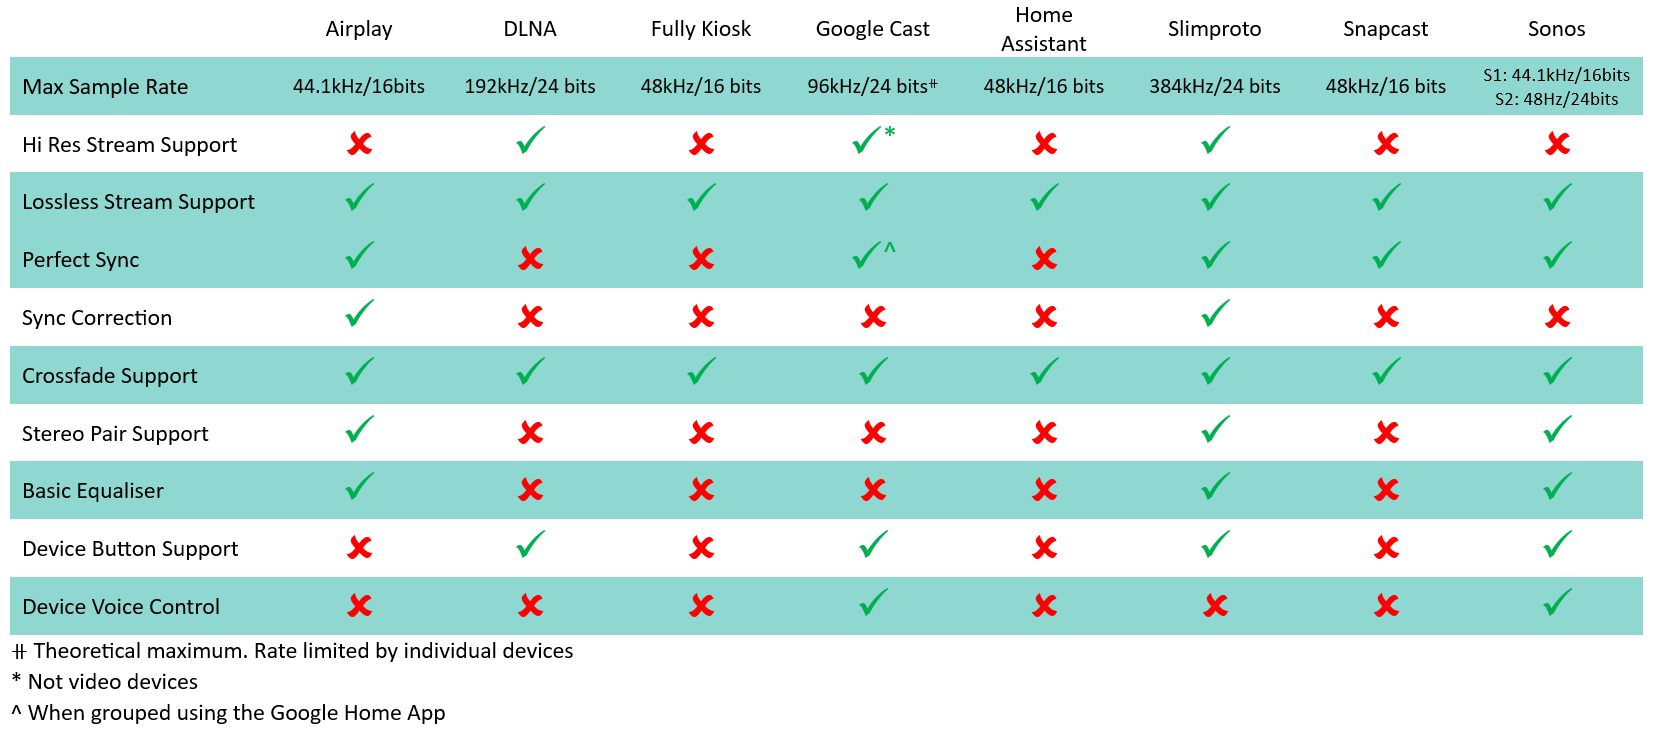 Airplay DLNA Fully Kiosk Google Cast Home Assistant Slimproto Snapcast Sonos
Max Sample Rate 44.1kHz/16bits 192kHz/24 bits 48kHz/16 bits 96kHz/24 bits⧺ 48kHz/16 bits 384kHz/24 bits 48kHz/16 bits S1: 44.1kHz/16bits
S2: 48Hz/24bits
Hi Res Stream Support ✘ ✓ ✘ ✓* ✘ ✓ ✘ ✘
Lossless Stream Support ✓ ✓ ✓ ✓ ✓ ✓ ✓ ✓
Perfect Sync ✓ ✘ ✘ ✓^ ✘ ✓ ✓ ✓
Sync Correction ✓ ✘ ✘ ✘ ✘ ✓ ✘ ✘
Crossfade Support ✓ ✓ ✓ ✓ ✓ ✓ ✓ ✓
Stereo Pair Support ✓ ✘ ✘ ✘ ✘ ✓ ✘ ✓
Basic Equaliser ✓ ✘ ✘ ✘ ✘ ✓ ✘ ✓
Device Button Support ✘ ✓ ✘ ✓ ✘ ✓ ✘ ✓
Device Voice Control ✘ ✘ ✘ ✓ ✘ ✘ ✘ ✓
⧺ Theoretical maximum. Rate limited by individual devices
* Not video devices
^ When grouped using the Google Home App